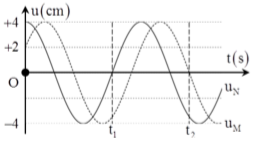 +4 u(cm)
+2
t(s)
O
u_N
−4
t₁ t₂ u_M